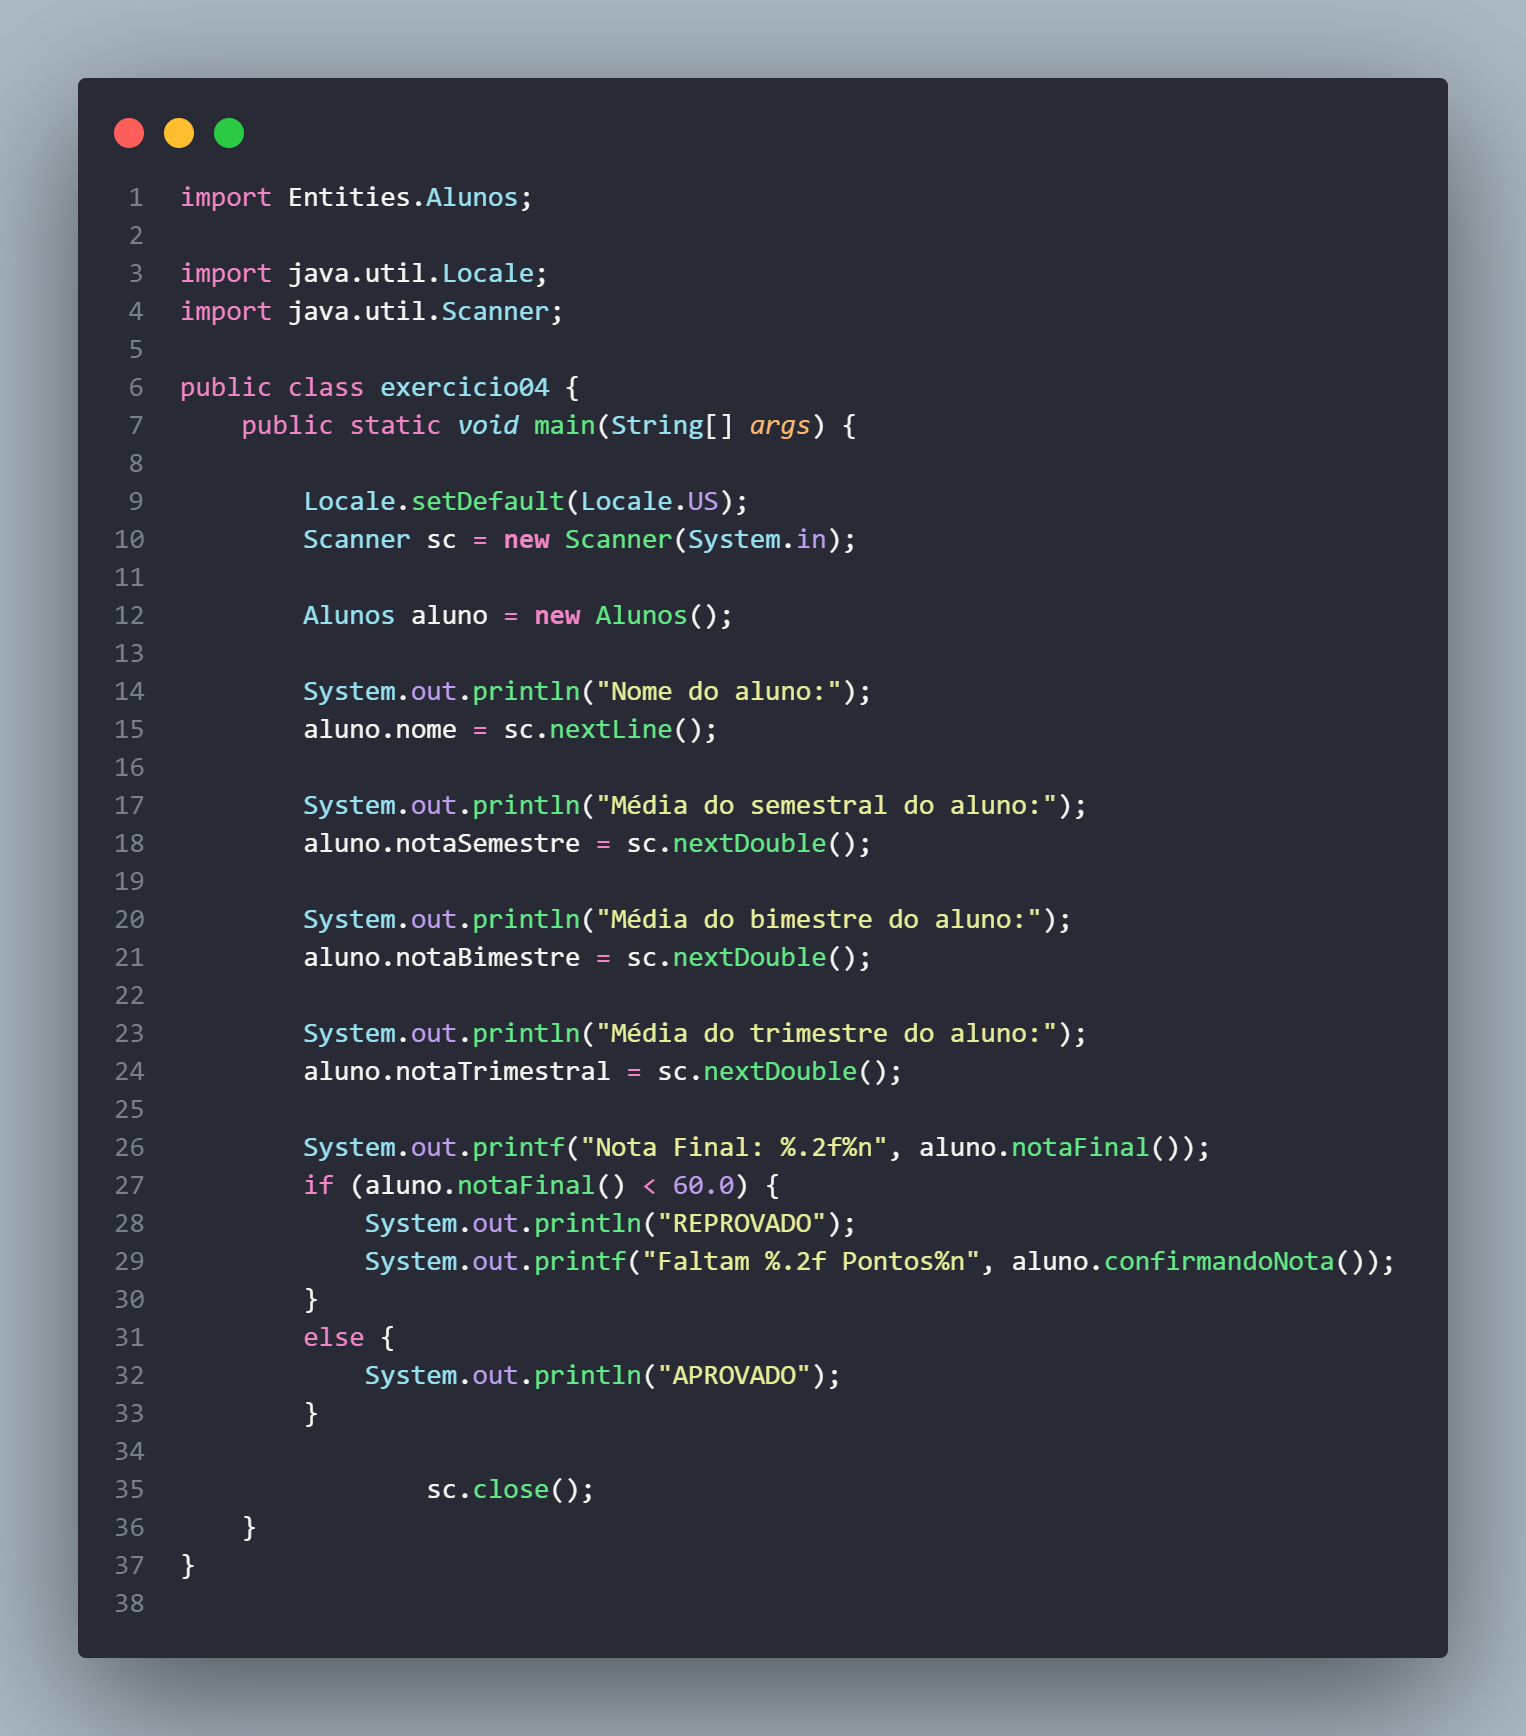 1 import Entities.Alunos;
2
3 import java.util.Locale;
4 import java.util.Scanner;
5
6 public class exercicio04 {
7     public static void main(String[] args) {
8
9         Locale.setDefault(Locale.US);
10         Scanner sc = new Scanner(System.in);
11
12         Alunos aluno = new Alunos();
13
14         System.out.println("Nome do aluno:");
15         aluno.nome = sc.nextLine();
16
17         System.out.println("Média do semestral do aluno:");
18         aluno.notaSemestre = sc.nextDouble();
19
20         System.out.println("Média do bimestre do aluno:");
21         aluno.notaBimestre = sc.nextDouble();
22
23         System.out.println("Média do trimestre do aluno:");
24         aluno.notaTrimestral = sc.nextDouble();
25
26         System.out.printf("Nota Final: %.2f%n", aluno.notaFinal());
27         if (aluno.notaFinal() < 60.0) {
28             System.out.println("REPROVADO");
29             System.out.printf("Faltam %.2f Pontos%n", aluno.confirmandoNota());
30         }
31         else {
32             System.out.println("APROVADO");
33         }
34
35                 sc.close();
36     }
37 }
38